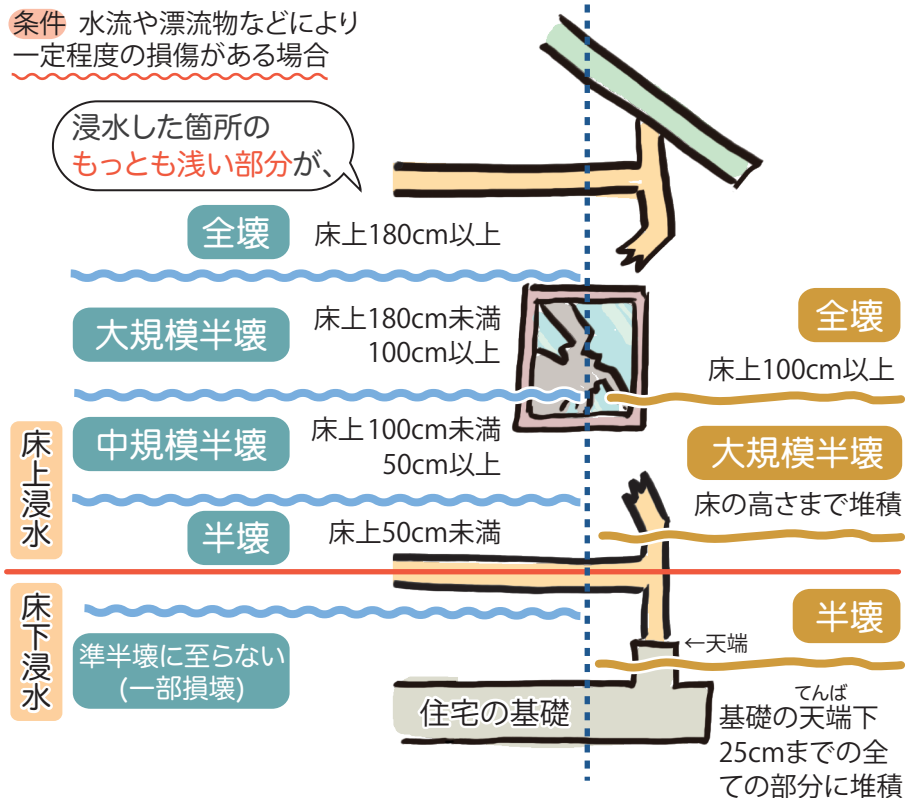 条件 水流や漂流物などにより
一定程度の損傷がある場合
浸水した箇所の
もっとも浅い部分が、
全壊 床上180cm以上
大規模半壊 床上180cm未満
100cm以上
中規模半壊 床上100cm未満
50cm以上
半壊 床上50cm未満
床上浸水
床下浸水
準半壊に至らない
(一部損壊)
全壊
床上100cm以上
大規模半壊
床の高さまで堆積
半壊
←天端
住宅の基礎
てんば
基礎の天端下
25cmまでの全
ての部分に堆積